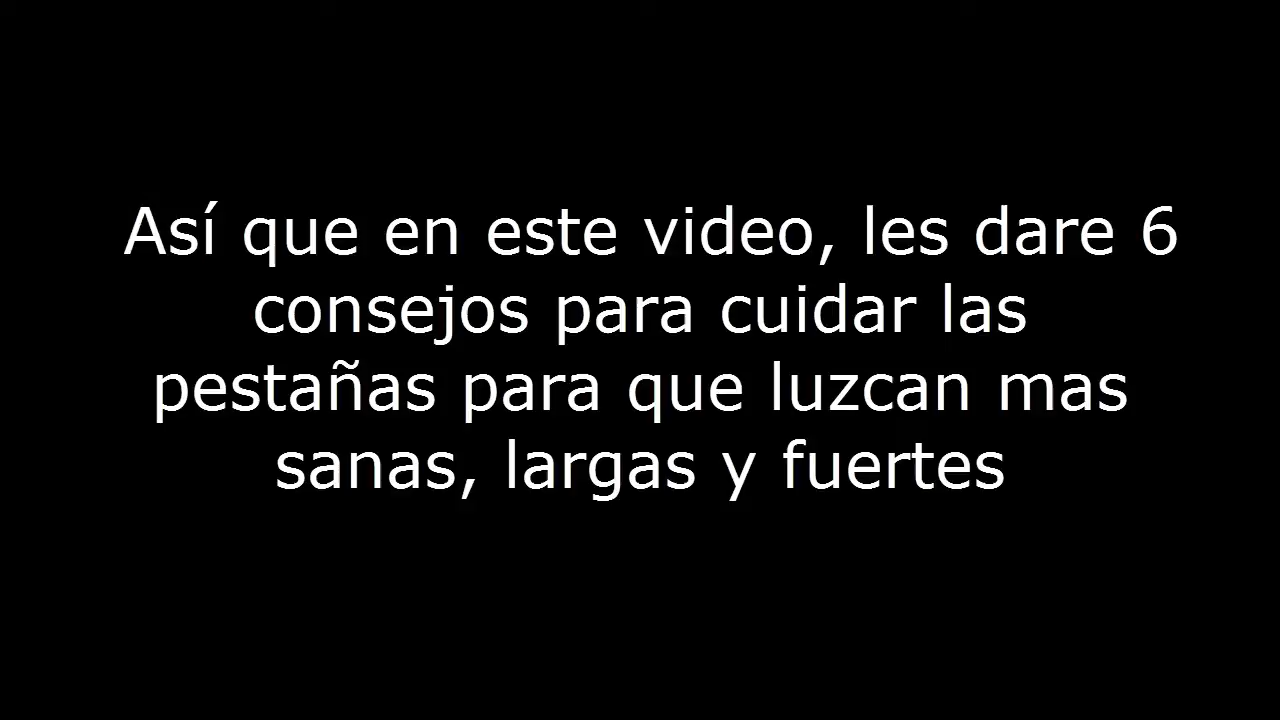 Así que en este video, les dare 6
consejos para cuidar las
pestañas para que luzcan mas
sanas, largas y fuertes